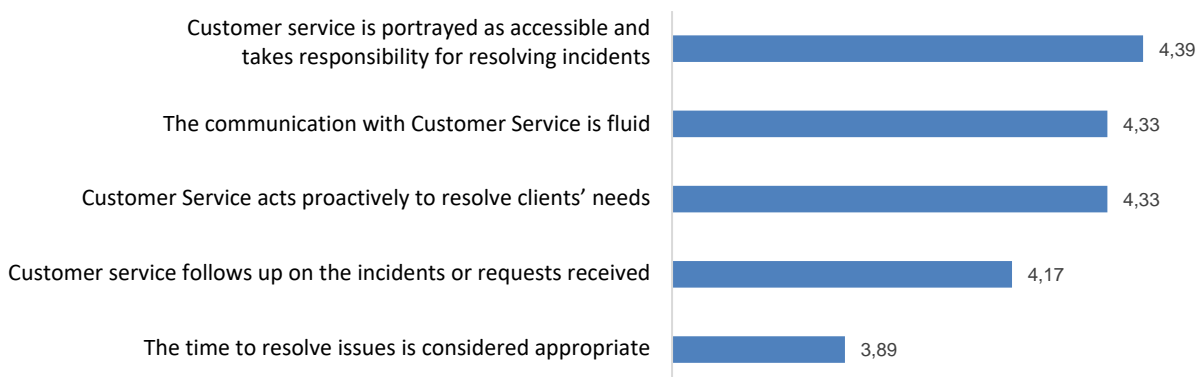 Customer service is portrayed as accessible and
takes responsibility for resolving incidents
4,39
The communication with Customer Service is fluid
4,33
Customer Service acts proactively to resolve clients’ needs
4,33
Customer service follows up on the incidents or requests received
4,17
The time to resolve issues is considered appropriate
3,89